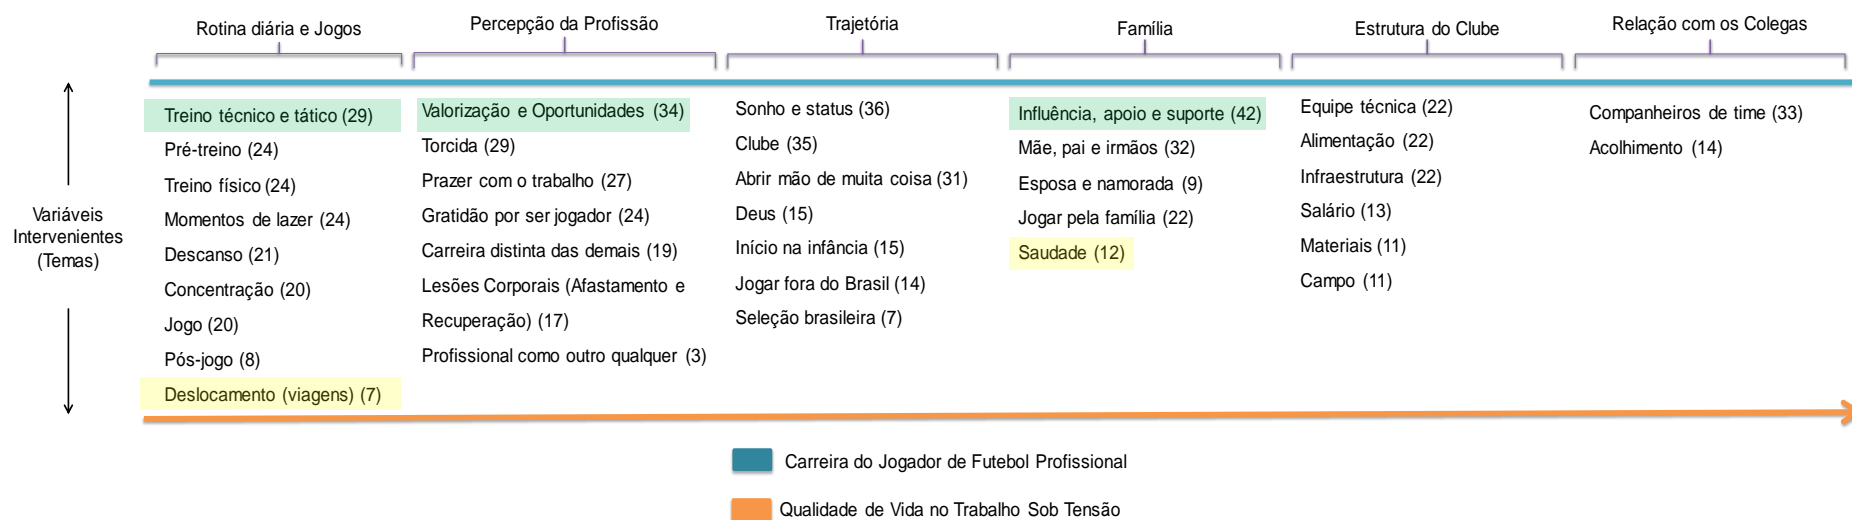 Rotina diária e Jogos
Percepção da Profissão
Trajetória
Família
Estrutura do Clube
Relação com os Colegas
Variáveis
Intervenientes
(Temas)
Treino técnico e tático (29)
Pré-treino (24)
Treino físico (24)
Momentos de lazer (24)
Descanso (21)
Concentração (20)
Jogo (20)
Pós-jogo (8)
Deslocamento (viagens) (7)
Valorização e Oportunidades (34)
Torcida (29)
Prazer com o trabalho (27)
Gratidão por ser jogador (24)
Carreira distinta das demais (19)
Lesões Corporais (Afastamento e
Recuperação) (17)
Profissional como outro qualquer (3)
Sonho e status (36)
Clube (35)
Abrir mão de muita coisa (31)
Deus (15)
Início na infância (15)
Jogar fora do Brasil (14)
Seleção brasileira (7)
Influência, apoio e suporte (42)
Mãe, pai e irmãos (32)
Esposa e namorada (9)
Jogar pela família (22)
Saudade (12)
Equipe técnica (22)
Alimentação (22)
Infraestrutura (22)
Salário (13)
Materiais (11)
Campo (11)
Companheiros de time (33)
Acolhimento (14)
Carreira do Jogador de Futebol Profissional
Qualidade de Vida no Trabalho Sob Tensão